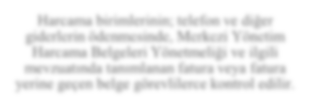 Harcama birimlerinin; telefon ve diğer
giderlerin ödenmesinde, Merkezi Yönetim
Harcama Belgeleri Yönetmeliği ve ilgili
mevzuatında tanımlanan fatura veya fatura
yerine geçen belge görevlilerce kontrol edilir.